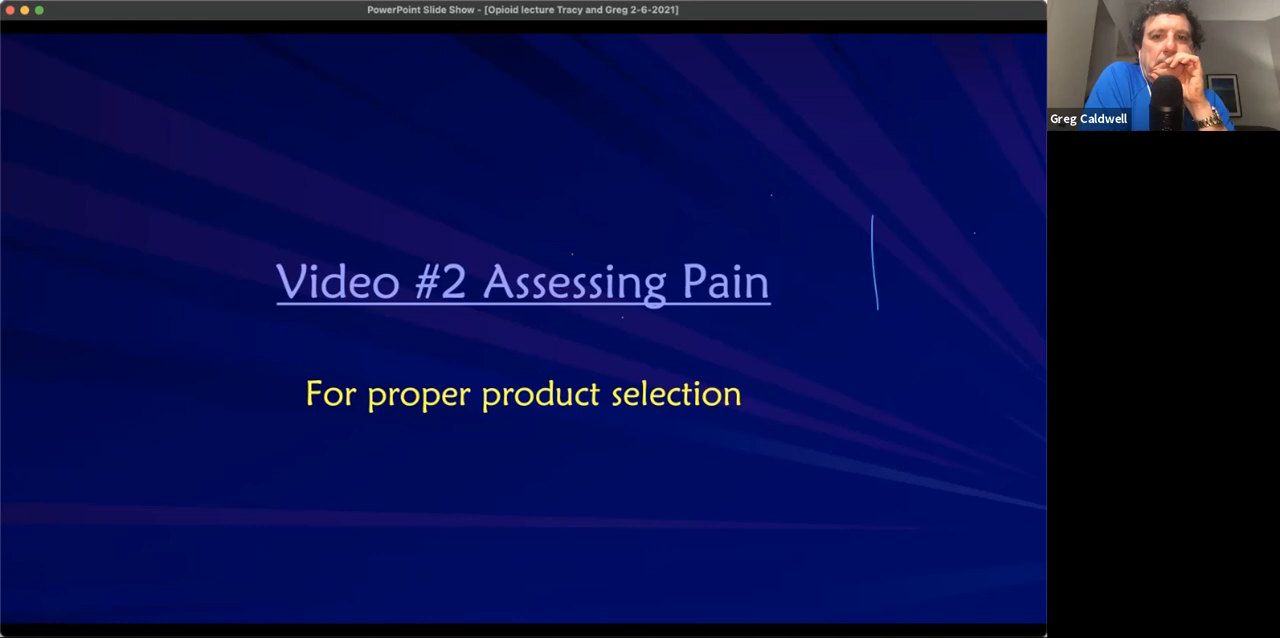 PowerPoint Slide Show - [Opioid lecture Tracy and Greg 2-6-2021]
Greg Caldwell
Video #2 Assessing Pain
For proper product selection